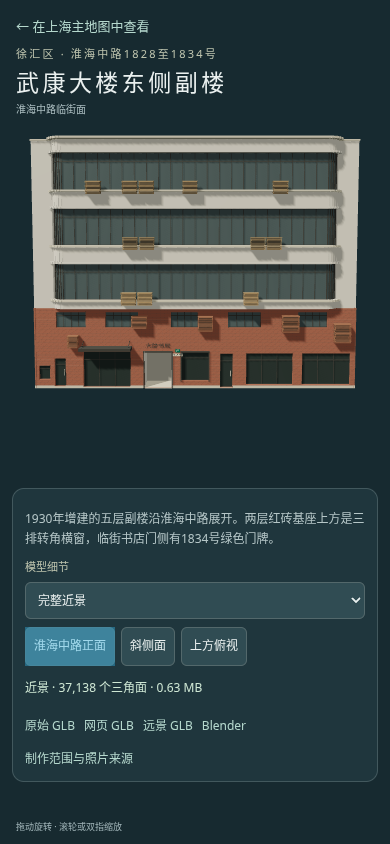 ← 在上海主地图中查看
徐汇区 · 淮海中路1828至1834号
武康大楼东侧副楼
淮海中路临街面
1930年增建的五层副楼沿淮海中路展开。两层红砖基座上方是三
排转角横窗，临街书店门侧有1834号绿色门牌。
模型细节
完整近景
淮海中路正面
斜侧面
上方俯视
近景 · 37,138 个三角面 · 0.63 MB
原始 GLB 网页 GLB 远景 GLB Blender
制作范围与照片来源
拖动旋转 · 滚轮或双指缩放